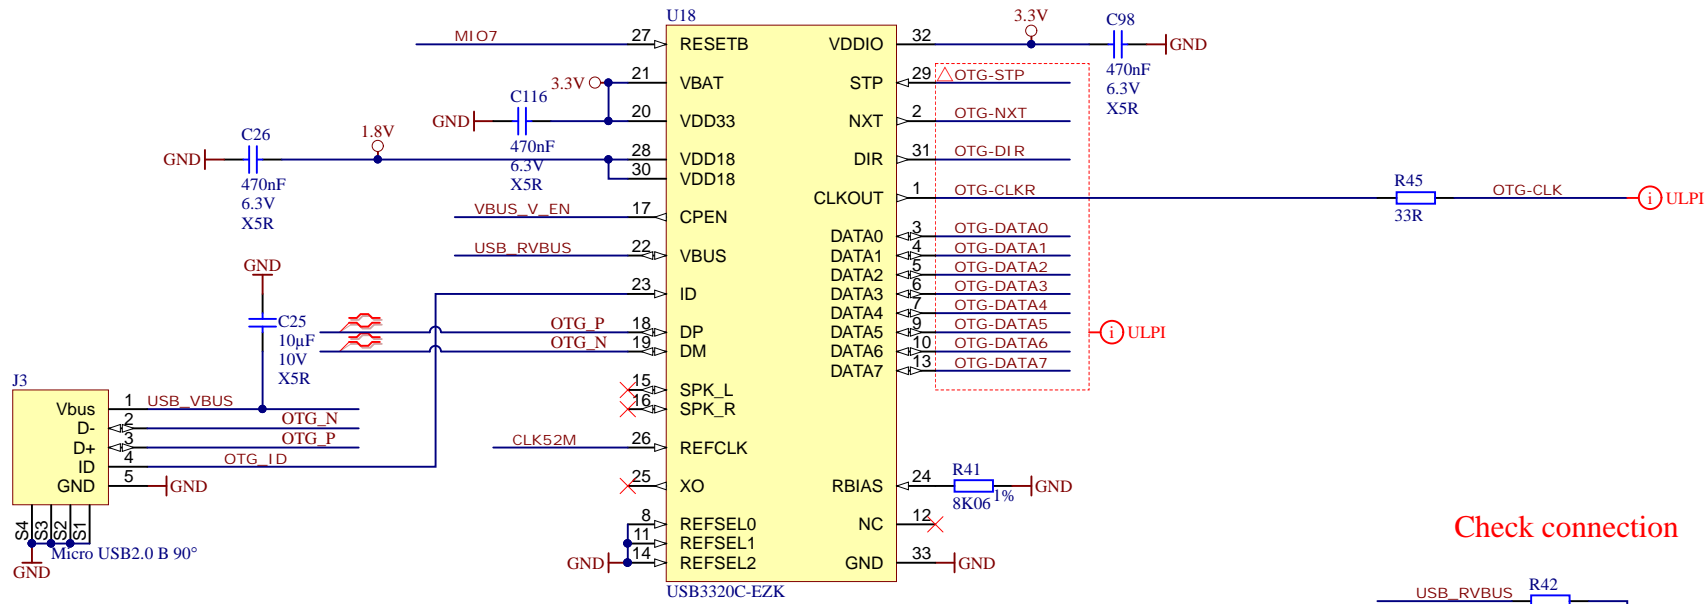 U18
USB3320C-EZK
27 RESETB
21 VBAT
20 VDD33
28 VDD18
30 VDD18
17 CPEN
22 VBUS
23 ID
18 DP
19 DM
15 SPK_L
16 SPK_R
26 REFCLK
25 XO
8 REFSEL0
11 REFSEL1
14 REFSEL2
VDDIO 32
STP 29
NXT 2
DIR 31
CLKOUT 1
DATA0 3
DATA1 4
DATA2 5
DATA3 6
DATA4 7
DATA5 9
DATA6 10
DATA7 13
RBIAS 24
NC 12
GND 33
MIO7
3.3V
C116
GND
470nF
6.3V
X5R
1.8V
C26
GND
470nF
6.3V
X5R
VBUS_V_EN
USB_RVBUS
GND
C25
10µF
10V
X5R
OTG_P
OTG_N
J3
Vbus 1 USB_VBUS
D- 2 OTG_N
D+ 3 OTG_P
ID 4 OTG_ID
GND 5 GND
S4
S3
S2
S1
Micro USB2.0 B 90°
GND
CLK52M
GND
3.3V
C98
GND
470nF
6.3V
X5R
OTG-STP
OTG-NXT
OTG-DIR
OTG-CLKR
R45
33R
OTG-CLK
i ULPI
OTG-DATA0
OTG-DATA1
OTG-DATA2
OTG-DATA3
OTG-DATA4
OTG-DATA5
OTG-DATA6
OTG-DATA7
i ULPI
R41
8K06 1%
GND
GND
Check connection
USB_RVBUS R42